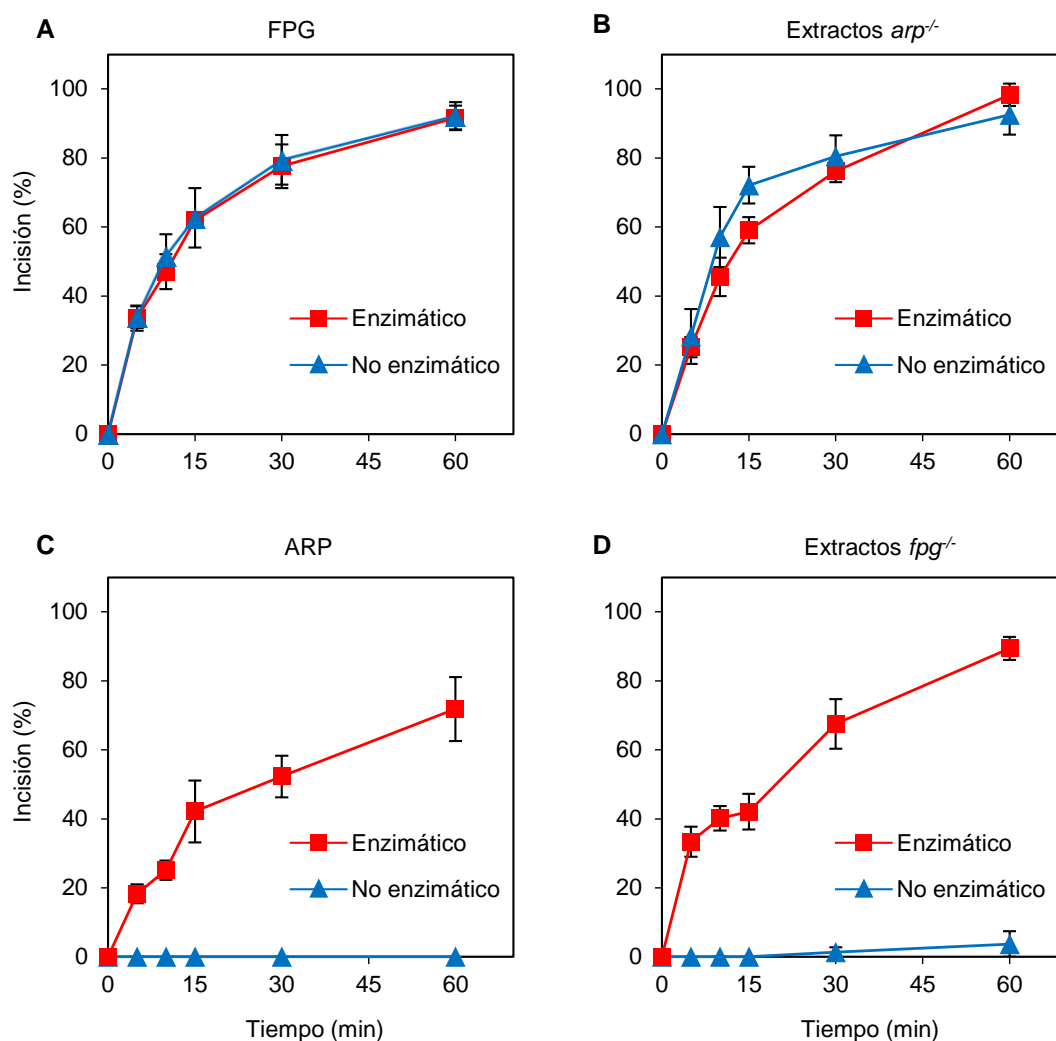 A
FPG
Incisión (%)
100
80
60
40
20
0
Enzimático
No enzimático
0 15 30 45 60
B
Extractos arp-/-
100
80
60
40
20
0
Enzimático
No enzimático
0 15 30 45 60
C
ARP
Incisión (%)
100
80
60
40
20
0
Enzimático
No enzimático
0 15 30 45 60
Tiempo (min)
D
Extractos fpg-/-
100
80
60
40
20
0
Enzimático
No enzimático
0 15 30 45 60
Tiempo (min)